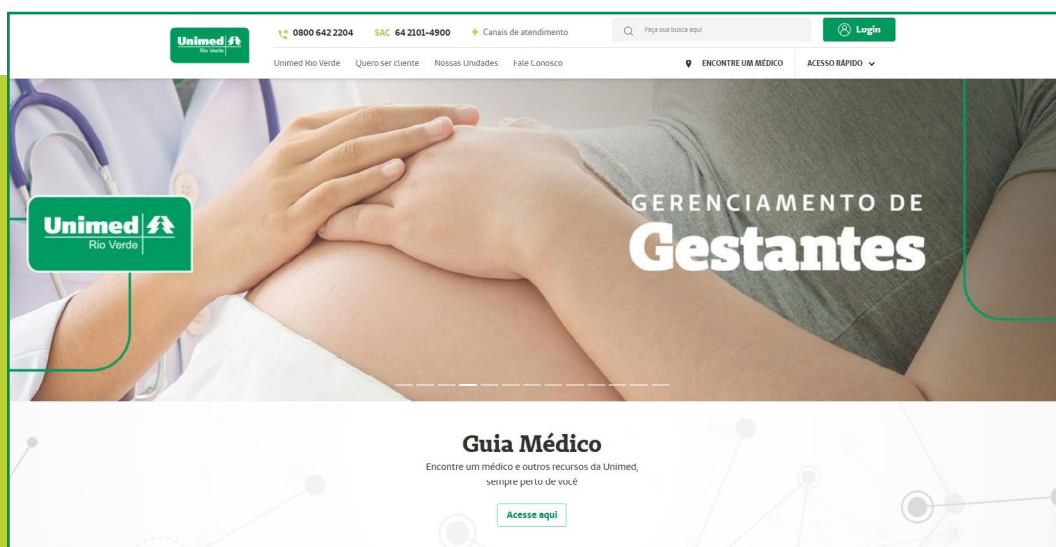 Unimed
Rio Verde
0800 642 2204
SAC 64 2101-4900
+ Canais de atendimento
Faça sua busca aqui
Login
Unimed Rio Verde
Quero ser cliente
Nossas Unidades
Fale Conosco
ENCONTRE UM MÉDICO
ACESSO RÁPIDO
Unimed
Rio Verde
GERENCIAMENTO DE
Gestantes
Guia Médico
Encontre um médico e outros recursos da Unimed,
sempre perto de você
Acesse aqui